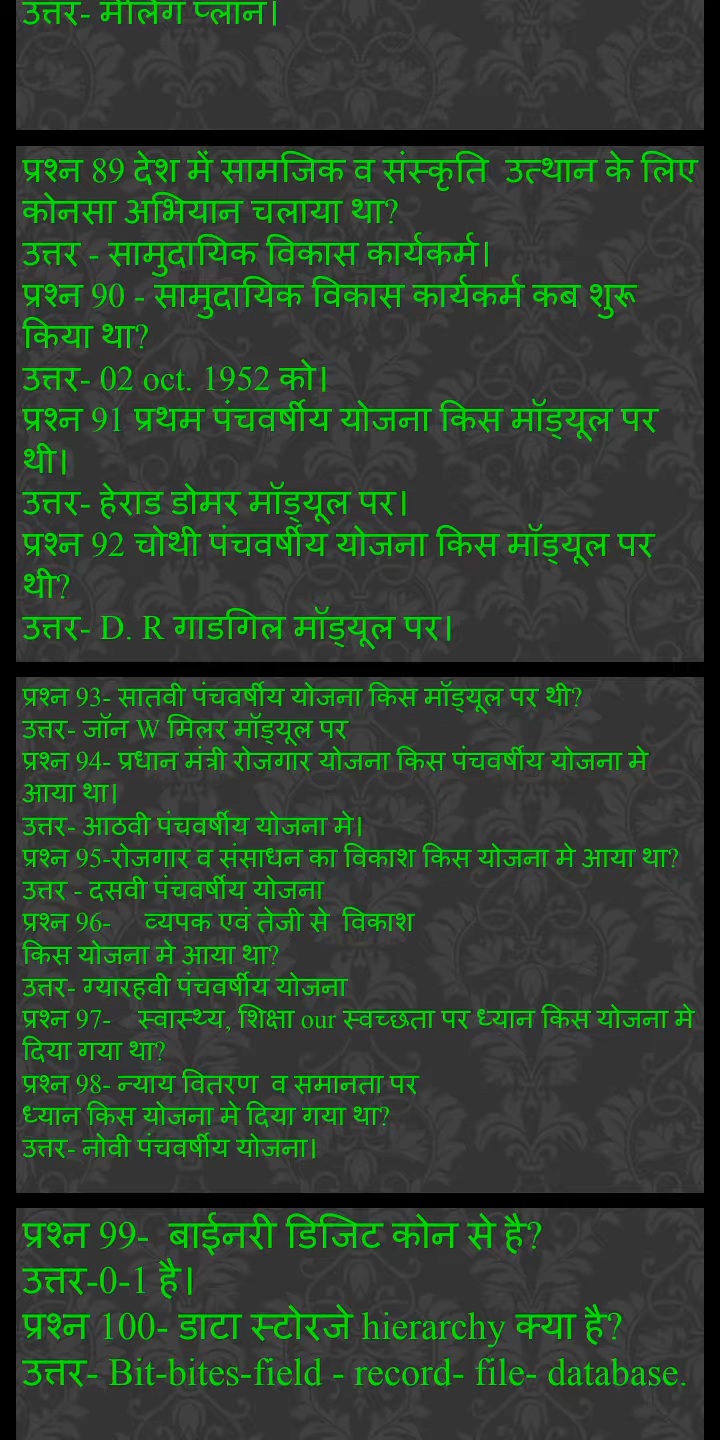 उत्तर- मेलिंग प्लान।
प्रश्न 89 देश में सामजिक व संस्कृति उत्थान के लिए
कोनसा अभियान चलाया था?
उत्तर - सामुदायिक विकास कार्यकर्म।
प्रश्न 90 - सामुदायिक विकास कार्यकर्म कब शुरू
किया था?
उत्तर- 02 oct. 1952 को।
प्रश्न 91 प्रथम पंचवर्षीय योजना किस मॉड्यूल पर
थी।
उत्तर- हेराड डोमर मॉड्यूल पर।
प्रश्न 92 चोथी पंचवर्षीय योजना किस मॉड्यूल पर
थी?
उत्तर- D. R गाडगिल मॉड्यूल पर।
प्रश्न 93- सातवी पंचवर्षीय योजना किस मॉड्यूल पर थी?
उत्तर- जॉन W मिलर मॉड्यूल पर
प्रश्न 94- प्रधान मंत्री रोजगार योजना किस पंचवर्षीय योजना मे
आया था।
उत्तर- आठवी पंचवर्षीय योजना मे।
प्रश्न 95-रोजगार व संसाधन का विकाश किस योजना मे आया था?
उत्तर - दसवी पंचवर्षीय योजना
प्रश्न 96- व्यपक एवं तेजी से विकाश
किस योजना मे आया था?
उत्तर- ग्यारहवी पंचवर्षीय योजना
प्रश्न 97- स्वास्थ्य, शिक्षा our स्वच्छता पर ध्यान किस योजना मे
दिया गया था?
प्रश्न 98- न्याय वितरण व समानता पर
ध्यान किस योजना मे दिया गया था?
उत्तर- नोवी पंचवर्षीय योजना।
प्रश्न 99- बाईनरी डिजिट कोन से है?
उत्तर-0-1 है।
प्रश्न 100- डाटा स्टोरजे hierarchy क्या है?
उत्तर- Bit-bites-field - record- file- database.